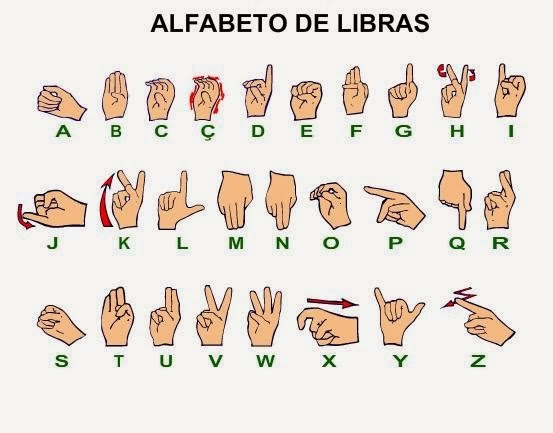 ALFABETO DE LIBRAS
A B C Ç D E F G H I
J K L M N O P Q R
S T U V W X Y Z